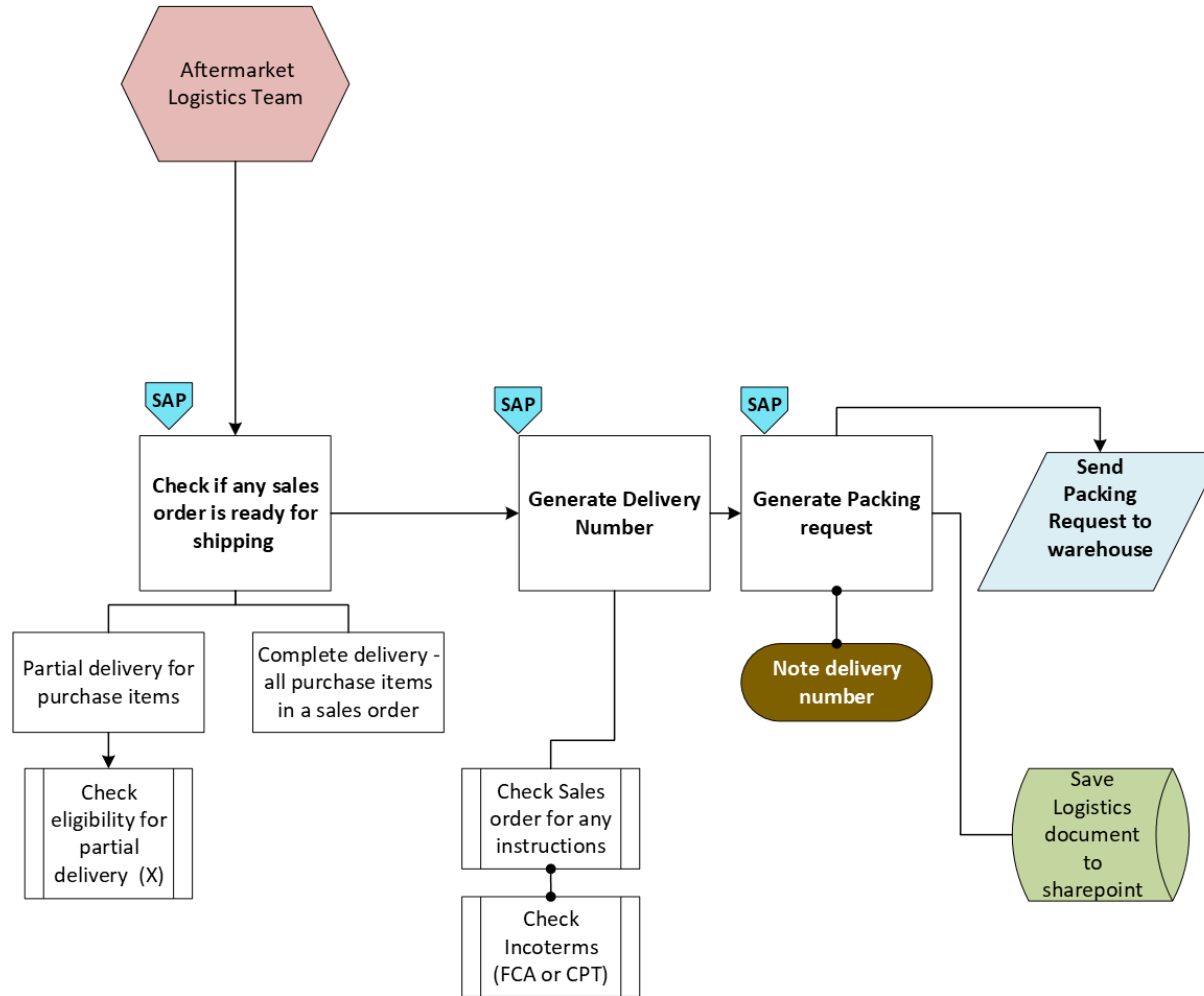 Aftermarket
Logistics Team
SAP
SAP
SAP
Check if any sales
order is ready for
shipping
Generate Delivery
Number
Generate Packing
request
Send
Packing
Request to
warehouse
Partial delivery for
purchase items
Complete delivery -
all purchase items
in a sales order
Note delivery
number
Check
eligibility for
partial
delivery  (X)
Check Sales
order for any
instructions
Save
Logistics
document
to
sharepoint
Check
Incoterms
(FCA or CPT)